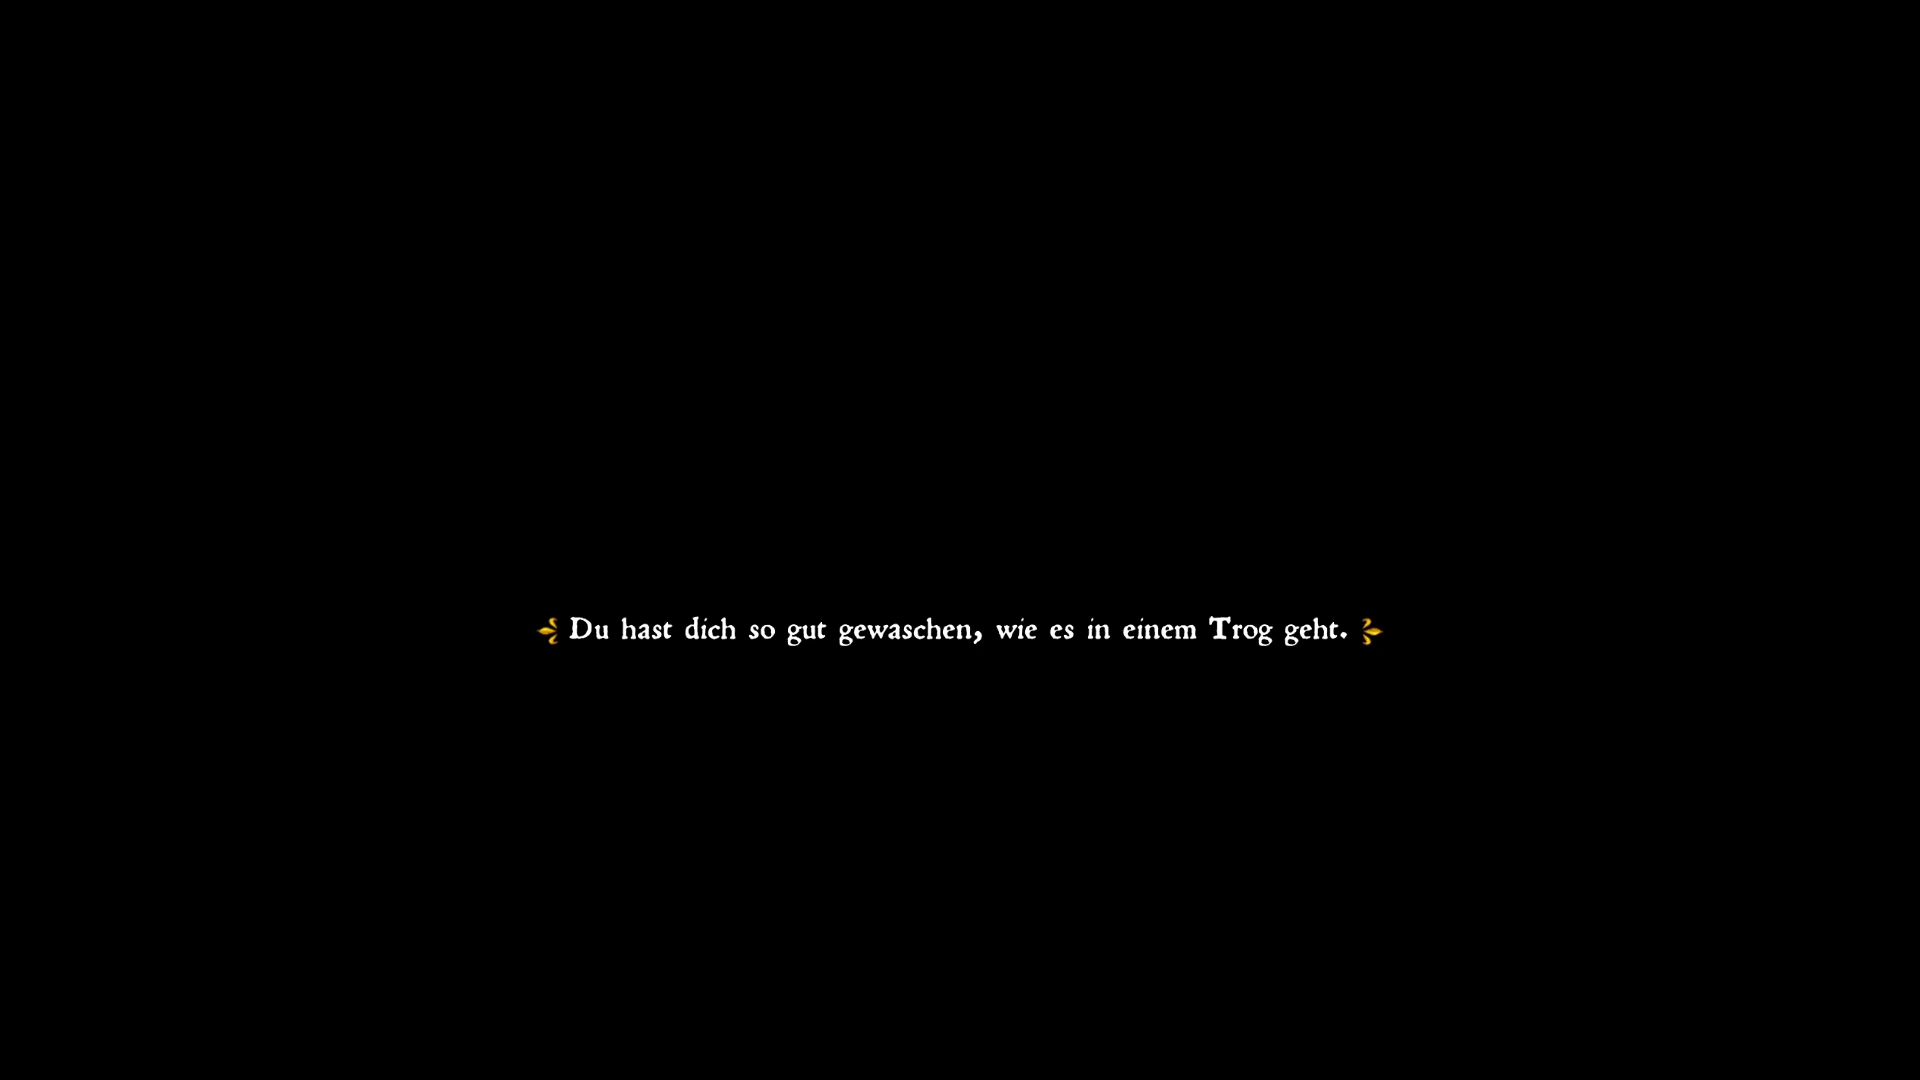 Du hast dich so gut gewaschen, wie es in einem Trog geht.